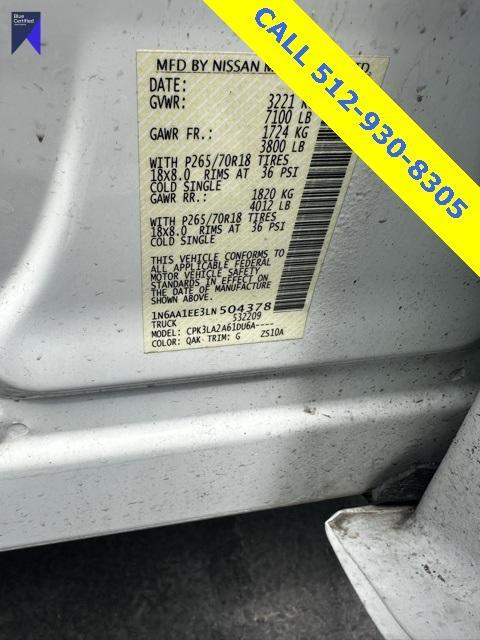 Blue
Certified
CALL 512-930-8305
MFD BY NISSAN TD.
DATE:
GVWR: 3221
7100 LB
GAWR FR.: 1724 KG
3800 LB
WITH P265/70R18 TIRES
18x8.0 RIMS AT 36 PSI
COLD SINGLE
GAWR RR.: 1820 KG
4012 LB
WITH P265/70R18 TIRES
18x8.0 RIMS AT 36 PSI
COLD SINGLE
THIS VEHICLE CONFORMS TO
ALL APPLICABLE FEDERAL
MOTOR VEHICLE SAFETY
STANDARDS IN EFFECT ON
THE DATE OF MANUFACTURE
SHOWN ABOVE.
1N6AA1EE3LN504378
TRUCK 532209
MODEL: CPK3LA2A61DU6A----
COLOR: QAK TRIM: G ZS10A